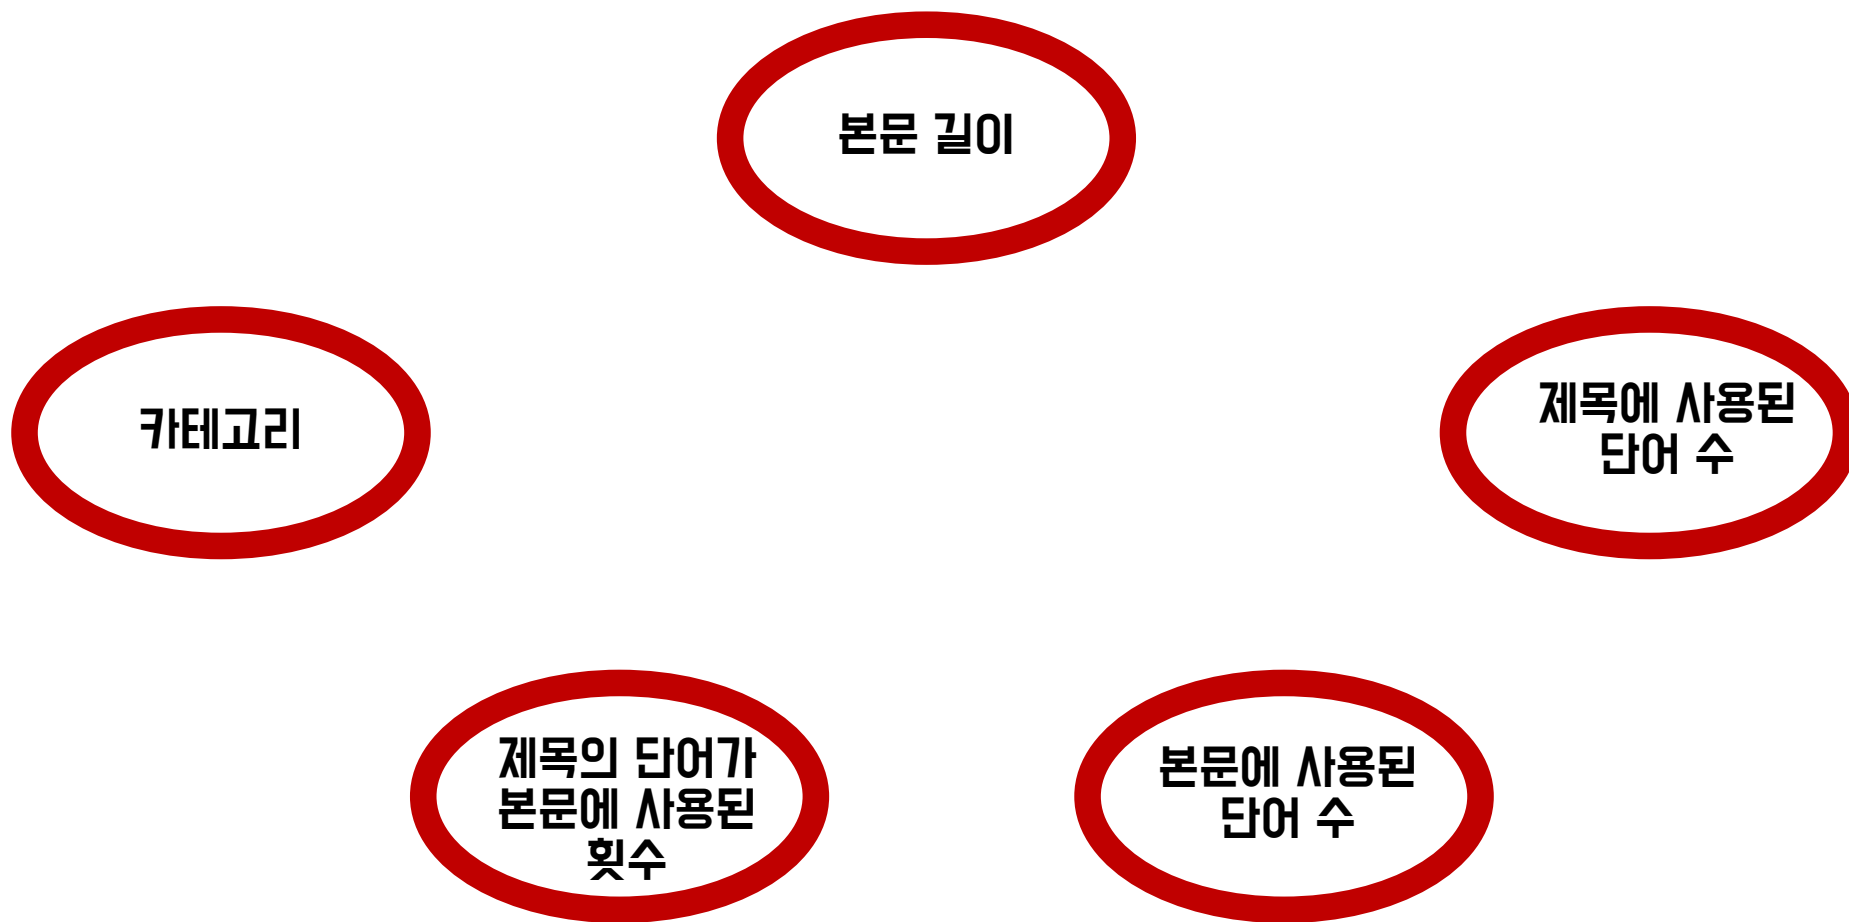 본문 길이
카테고리
제목에 사용된
단어 수
제목의 단어가
본문에 사용된
횟수
본문에 사용된
단어 수